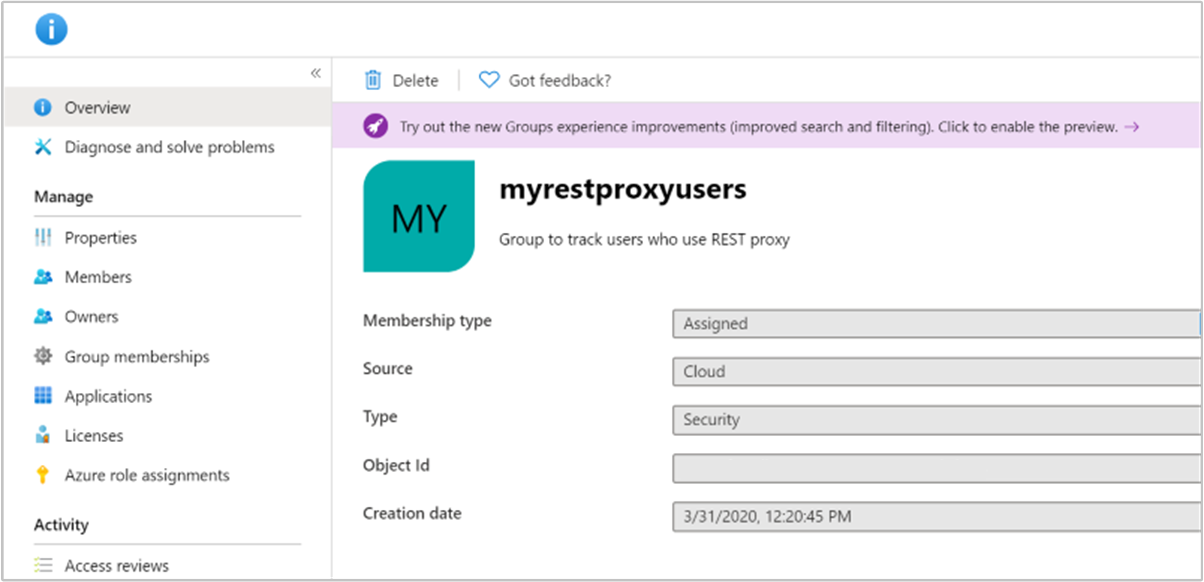 «
Overview
Diagnose and solve problems
Manage
Properties
Members
Owners
Group memberships
Applications
Licenses
Azure role assignments
Activity
Access reviews
Delete
Got feedback?
Try out the new Groups experience improvements (improved search and filtering). Click to enable the preview. →
MY
myrestproxyusers
Group to track users who use REST proxy
Membership type
Assigned
Source
Cloud
Type
Security
Object Id
Creation date
3/31/2020, 12:20:45 PM